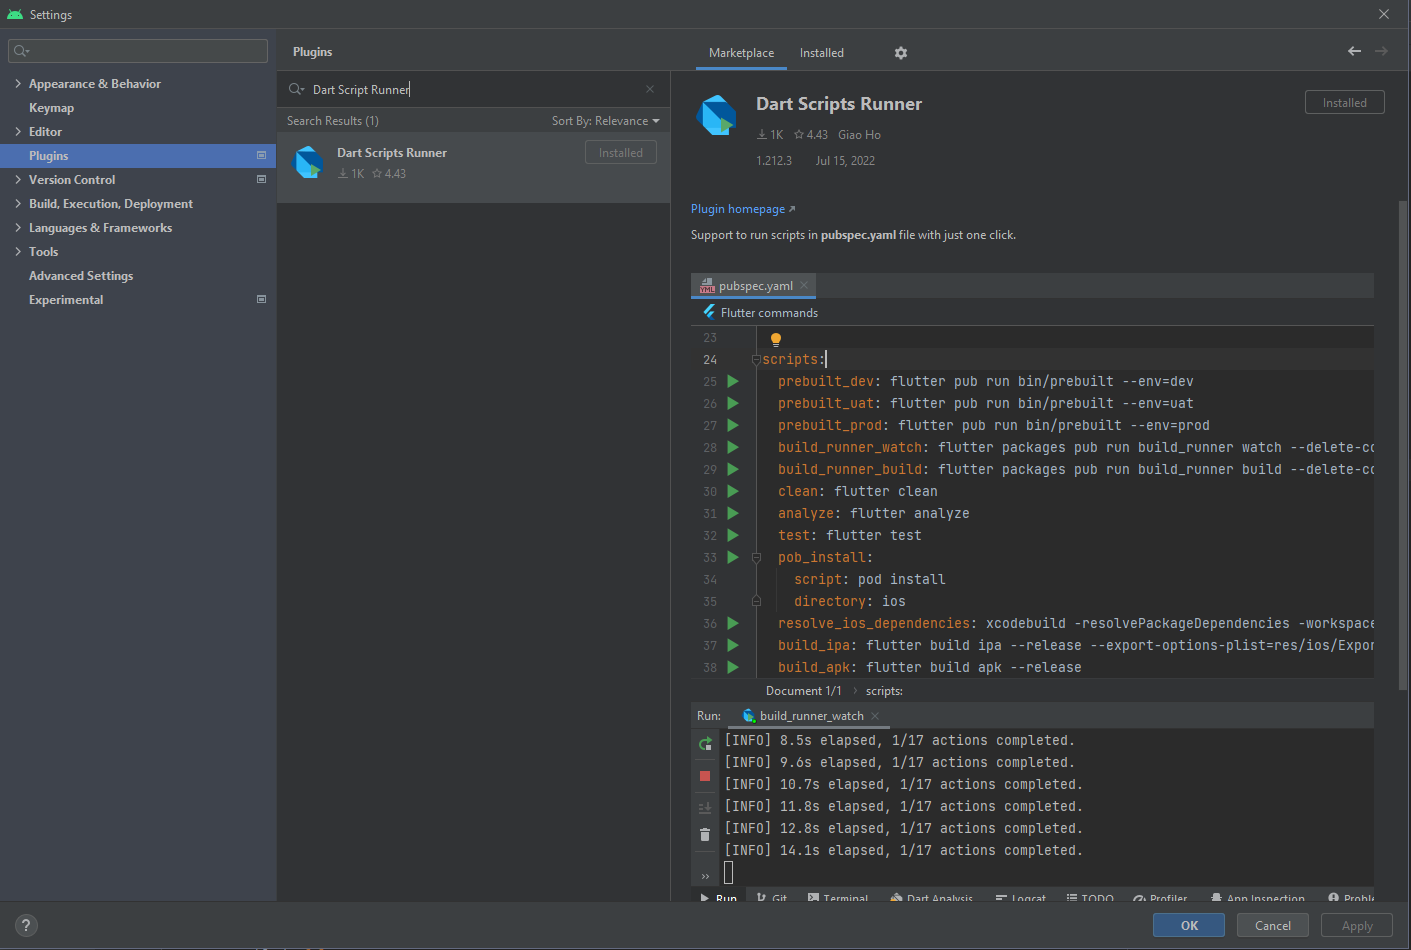 Settings
Appearance & Behavior
Keymap
Editor
Plugins
Version Control
Build, Execution, Deployment
Languages & Frameworks
Tools
Advanced Settings
Experimental
Plugins
Marketplace
Installed
Dart Script Runner
Search Results (1)
Sort By: Relevance
Dart Scripts Runner
1K 4.43
Installed
Dart Scripts Runner
Installed
1K 4.43 Giao Ho
1.212.3 Jul 15, 2022
Plugin homepage ↗
Support to run scripts in pubspec.yaml file with just one click.
YML pubspec.yaml
Flutter commands
23
24 scripts:
25 prebuilt_dev: flutter pub run bin/prebuilt --env=dev
26 prebuilt_uat: flutter pub run bin/prebuilt --env=uat
27 prebuilt_prod: flutter pub run bin/prebuilt --env=prod
28 build_runner_watch: flutter packages pub run build_runner watch --delete-co
29 build_runner_build: flutter packages pub run build_runner build --delete-co
30 clean: flutter clean
31 analyze: flutter analyze
32 test: flutter test
33 pob_install:
34 script: pod install
35 directory: ios
36 resolve_ios_dependencies: xcodebuild -resolvePackageDependencies -workspace
37 build_ipa: flutter build ipa --release --export-options-plist=res/ios/Expor
38 build_apk: flutter build apk --release
Document 1/1 › scripts:
Run: build_runner_watch
[INFO] 8.5s elapsed, 1/17 actions completed.
[INFO] 9.6s elapsed, 1/17 actions completed.
[INFO] 10.7s elapsed, 1/17 actions completed.
[INFO] 11.8s elapsed, 1/17 actions completed.
[INFO] 12.8s elapsed, 1/17 actions completed.
[INFO] 14.1s elapsed, 1/17 actions completed.
Run Git Terminal Dart Analysis Logcat TODO Profiler App Inspection Proble
? OK Cancel Apply